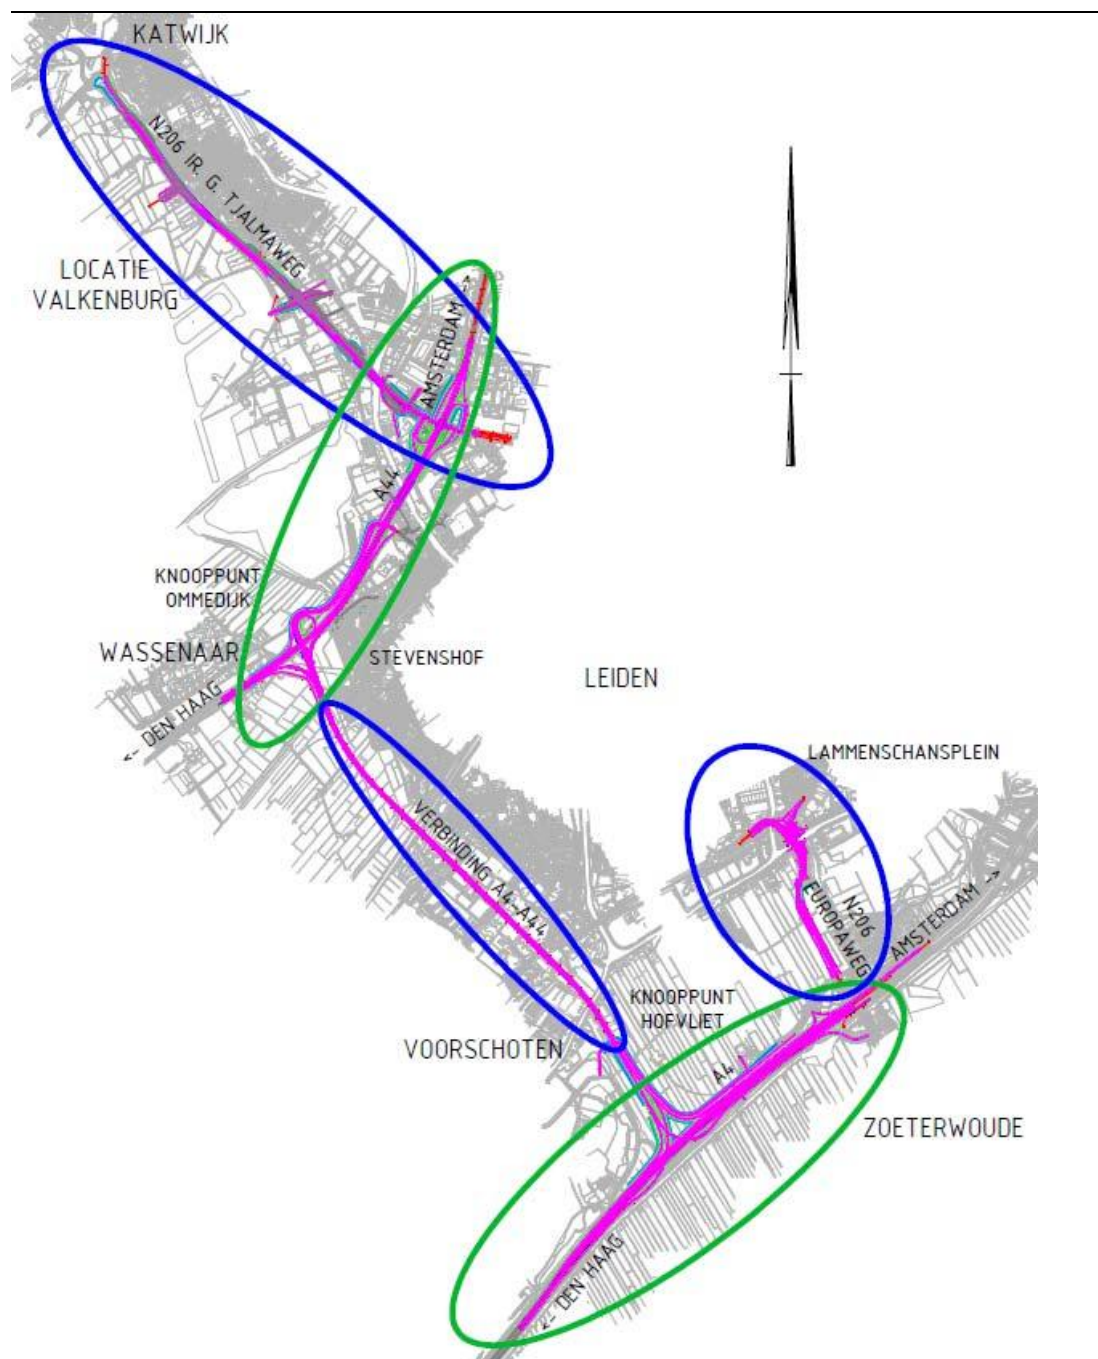 KATWIJK
N206 IR. G. TJALMAWEG
LOCATIE
VALKENBURG
AMSTERDAM ->
A44
KNOOPPUNT
OMMEDIJK
WASSENAAR
STEVENSHOF
<- DEN HAAG
LEIDEN
LAMMENSCHANSPLEIN
VERBINDING A4-A44
N206
EUROPAWEG
AMSTERDAM ->
KNOOPPUNT
HOFVLIET
VOORSCHOTEN
A4
ZOETERWOUDE
<- DEN HAAG